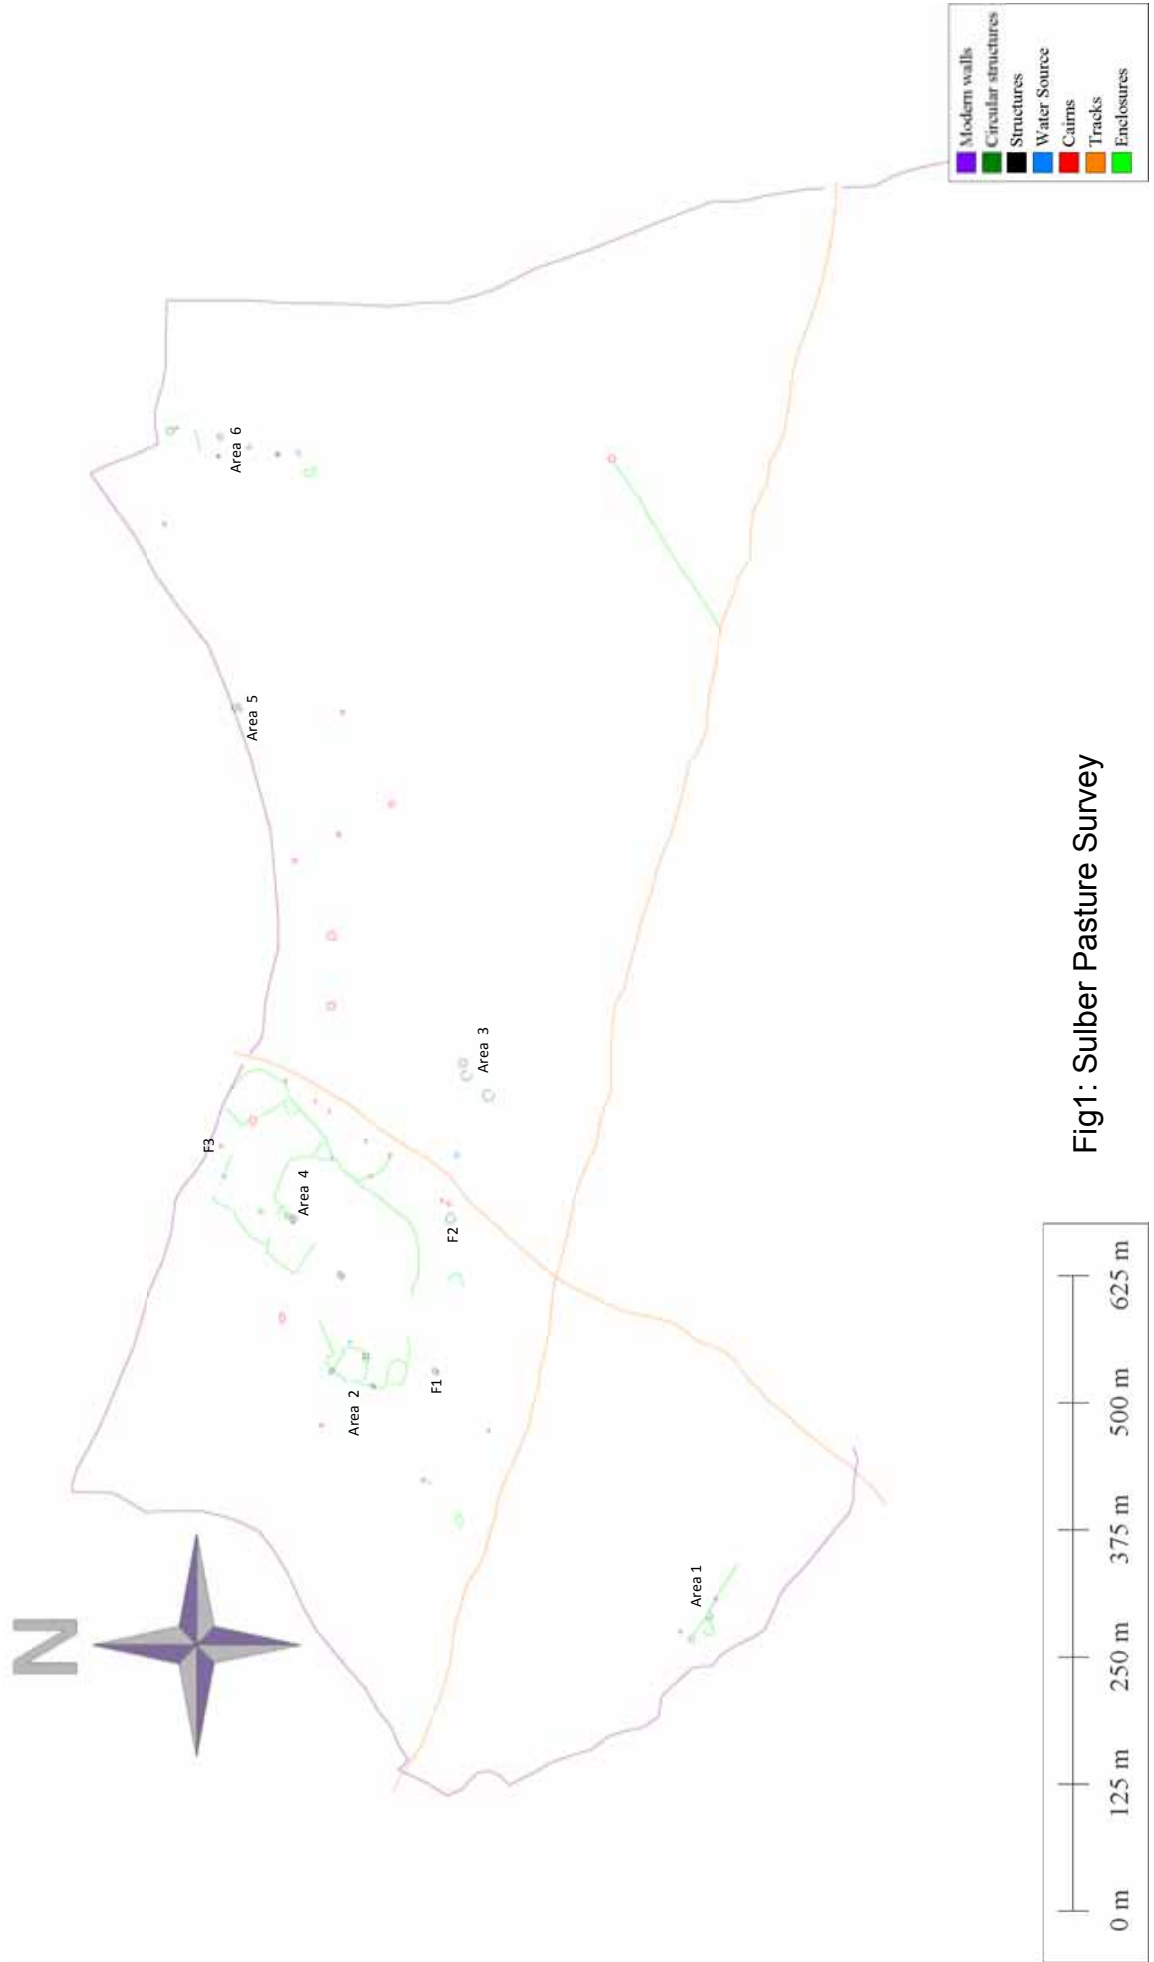 N
Area 6
Area 5
F3
Area 4
Area 3
F2
Area 2
F1
Area 1
Modern walls
Circular structures
Structures
Water Source
Cairns
Tracks
Enclosures
Fig1: Sulber Pasture Survey
0 m 125 m 250 m 375 m 500 m 625 m